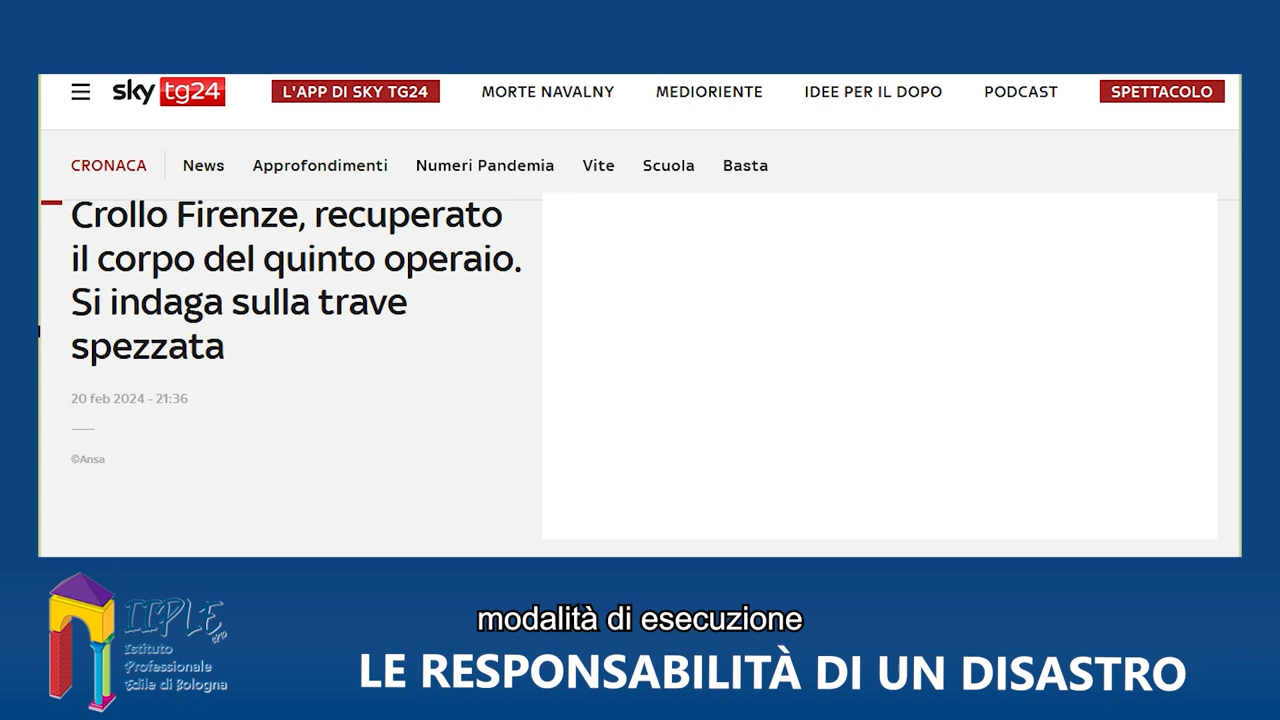 sky tg24
L'APP DI SKY TG24
MORTE NAVALNY
MEDIORIENTE
IDEE PER IL DOPO
PODCAST
SPETTACOLO
CRONACA
News
Approfondimenti
Numeri Pandemia
Vite
Scuola
Basta
Crollo Firenze, recuperato
il corpo del quinto operaio.
Si indaga sulla trave
spezzata
20 feb 2024 - 21:36
©Ansa
IIPLE
Istituto
Professionale
Edile di Bologna
modalità di esecuzione
LE RESPONSABILITÀ DI UN DISASTRO